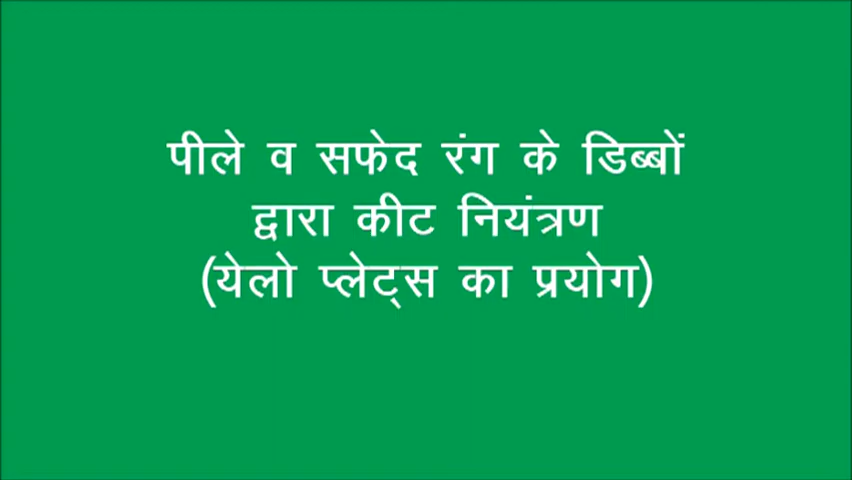 पीले व सफेद रंग के डिब्बों
द्वारा कीट नियंत्रण
(येलो प्लेट्स का प्रयोग)